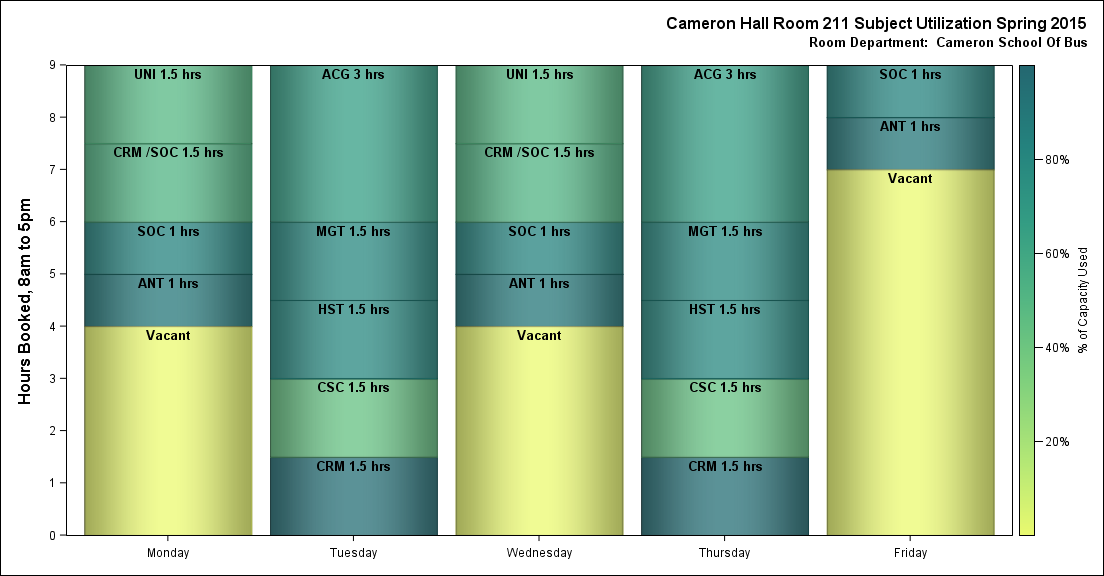 Cameron Hall Room 211 Subject Utilization Spring 2015
Room Department:  Cameron School Of Bus
Hours Booked, 8am to 5pm
9
8
7
6
5
4
3
2
1
0
UNI 1.5 hrs
CRM /SOC 1.5 hrs
SOC 1 hrs
ANT 1 hrs
Vacant
Monday
ACG 3 hrs
MGT 1.5 hrs
HST 1.5 hrs
CSC 1.5 hrs
CRM 1.5 hrs
Tuesday
UNI 1.5 hrs
CRM /SOC 1.5 hrs
SOC 1 hrs
ANT 1 hrs
Vacant
Wednesday
ACG 3 hrs
MGT 1.5 hrs
HST 1.5 hrs
CSC 1.5 hrs
CRM 1.5 hrs
Thursday
SOC 1 hrs
ANT 1 hrs
Vacant
Friday
80%
60%
40%
20%
% of Capacity Used